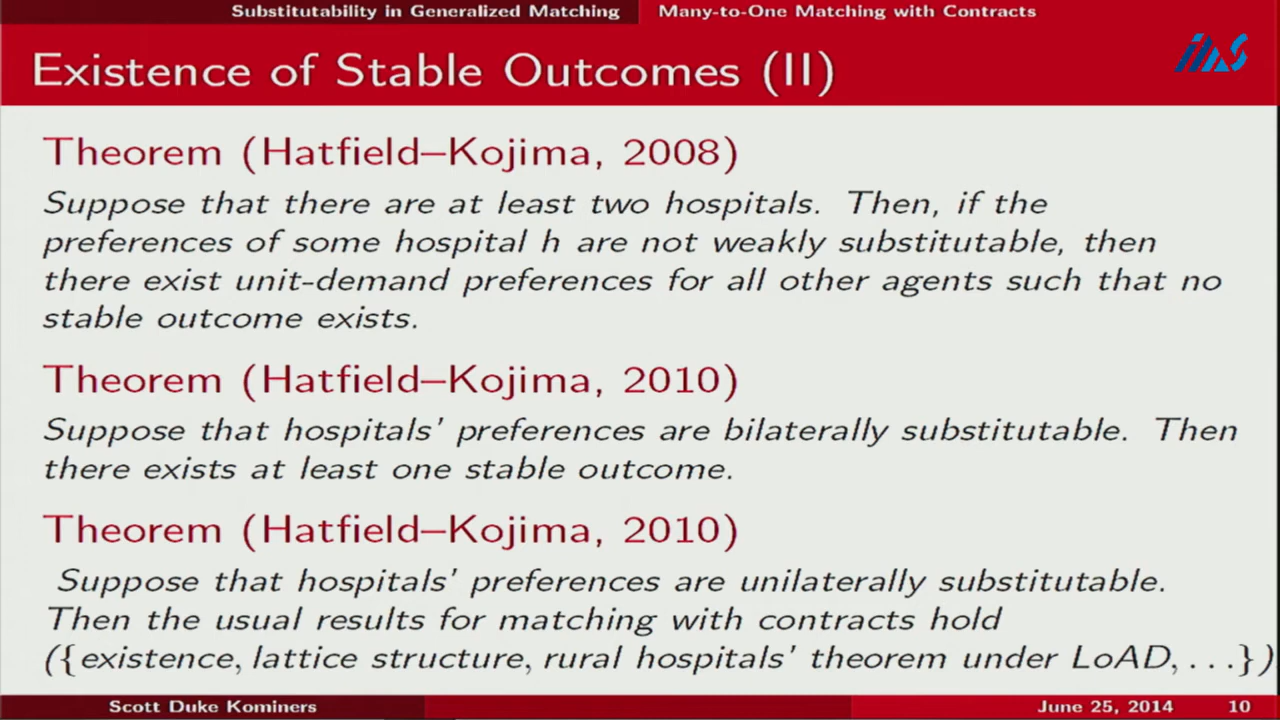 Substitutability in Generalized Matching Many-to-One Matching with Contracts
Existence of Stable Outcomes (II)
ias
Theorem (Hatfield–Kojima, 2008)
Suppose that there are at least two hospitals. Then, if the
preferences of some hospital h are not weakly substitutable, then
there exist unit-demand preferences for all other agents such that no
stable outcome exists.
Theorem (Hatfield–Kojima, 2010)
Suppose that hospitals' preferences are bilaterally substitutable. Then
there exists at least one stable outcome.
Theorem (Hatfield–Kojima, 2010)
Suppose that hospitals' preferences are unilaterally substitutable.
Then the usual results for matching with contracts hold
({existence, lattice structure, rural hospitals' theorem under LoAD, ...})
Scott Duke Kominers June 25, 2014 10